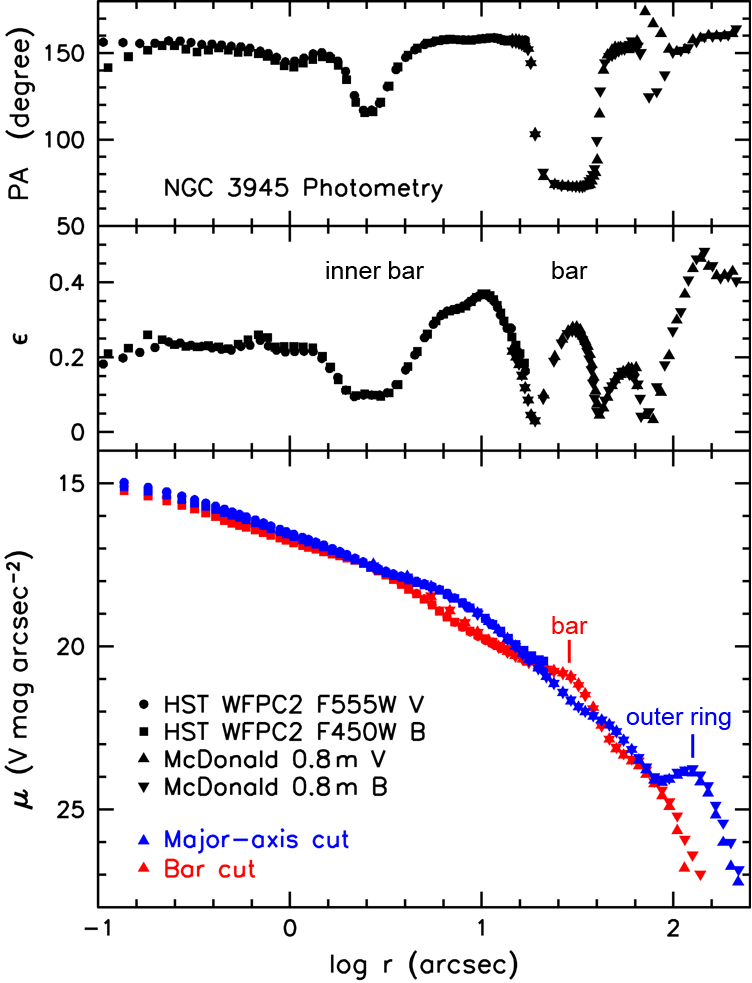 150
100
50
PA (degree)
NGC 3945 Photometry
inner bar
bar
0.4
0.2
0
ϵ
15
20
25
μ (V mag arcsec−2)
bar
outer ring
HST WFPC2 F555W V
HST WFPC2 F450W B
McDonald 0.8m V
McDonald 0.8m B
Major−axis cut
Bar cut
−1 0 1 2
log r (arcsec)